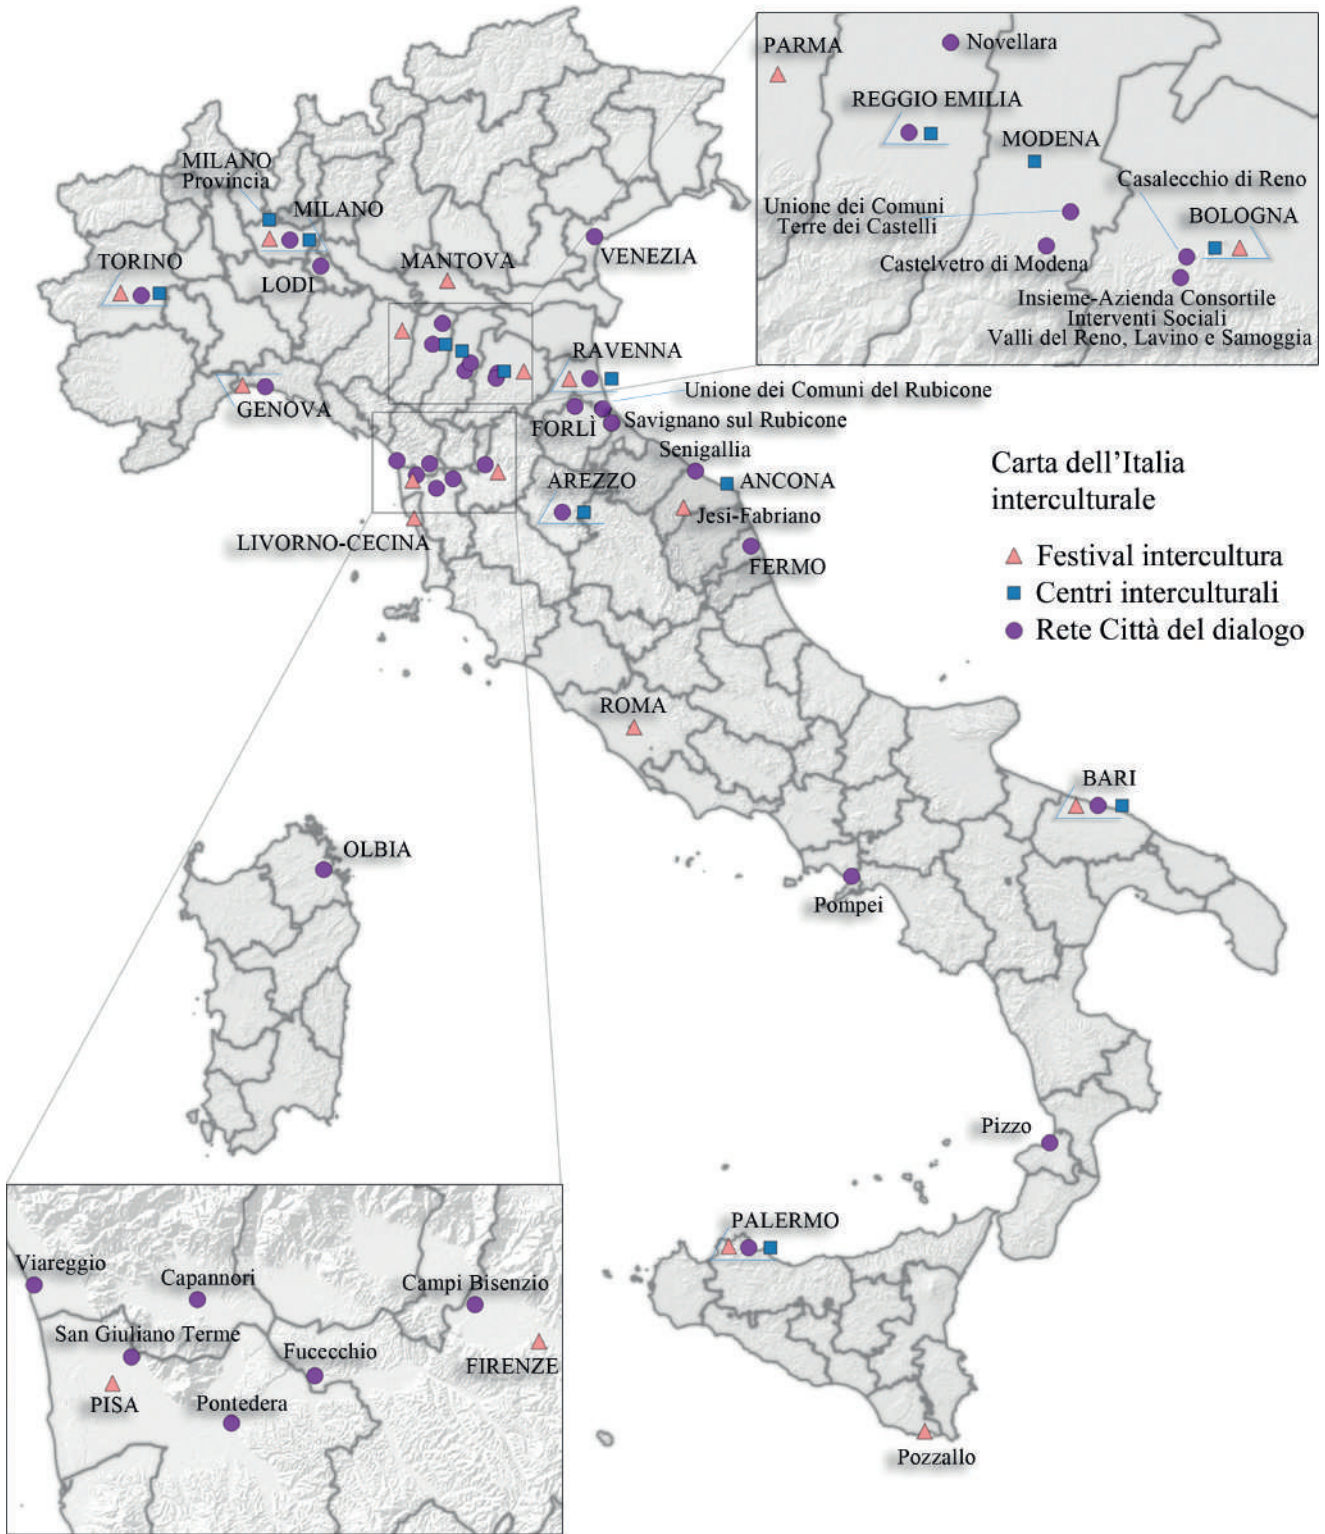 PARMA
Novellara
REGGIO EMILIA
MODENA
Casalecchio di Reno
Unione dei Comuni
Terre dei Castelli
BOLOGNA
Castelvetro di Modena
Insieme-Azienda Consortile
Interventi Sociali
Valli del Reno, Lavino e Samoggia
MILANO
Provincia
MILANO
TORINO
LODI
MANTOVA
VENEZIA
RAVENNA
GENOVA
Unione dei Comuni del Rubicone
FORLÌ
Savignano sul Rubicone
Senigallia
AREZZO
ANCONA
Jesi-Fabriano
LIVORNO-CECINA
FERMO
Carta dell'Italia
interculturale
Festival intercultura
Centri interculturali
Rete Città del dialogo
ROMA
BARI
OLBIA
Pompei
Pizzo
PALERMO
Pozzallo
Viareggio
Capannori
Campi Bisenzio
San Giuliano Terme
Fucecchio
FIRENZE
PISA
Pontedera